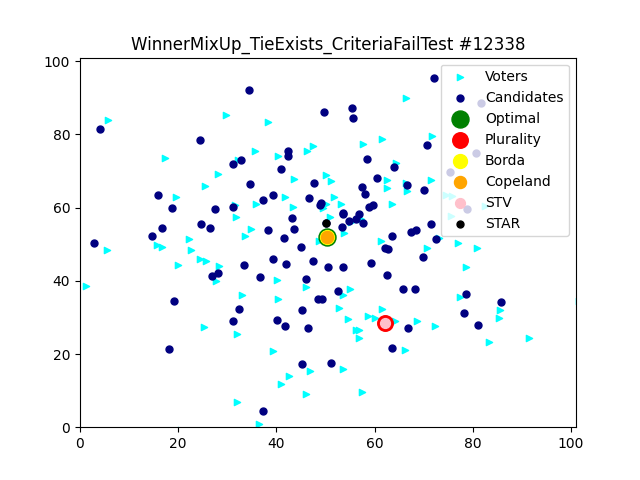 WinnerMixUp_TieExists_CriteriaFailTest #12338
100
80
60
40
20
0
0
20
40
60
80
100
Voters
Candidates
Optimal
Plurality
Borda
Copeland
STV
STAR